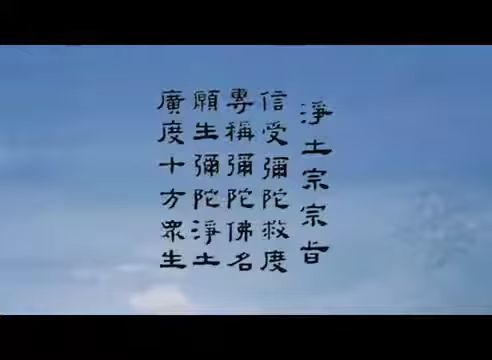 淨土宗宗旨
信受彌陀救度
專稱彌陀佛名
願生彌陀淨土
廣度十方眾生